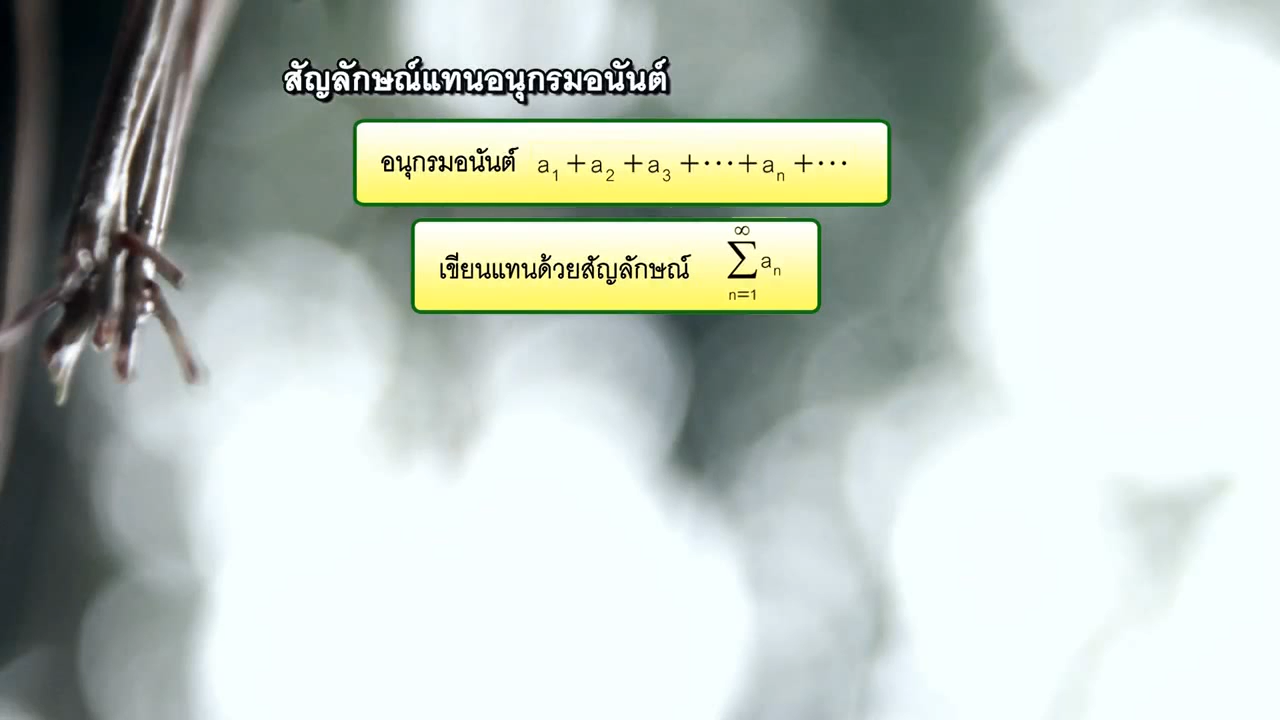 สัญลักษณ์แทนอนุกรมอนันต์
อนุกรมอนันต์ a₁ + a₂ + a₃ + ⋯ + aₙ + ⋯
เขียนแทนด้วยสัญลักษณ์ ∞ ∑ n=1 aₙ